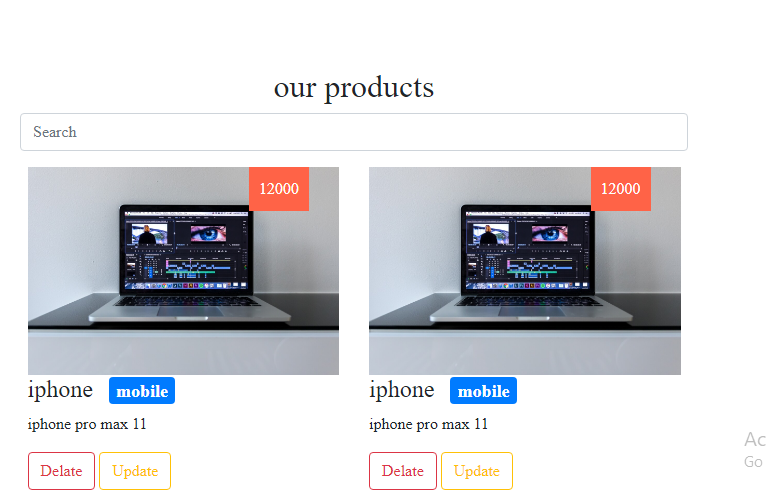 our products
Search
12000 12000
iphone mobile iphone mobile
iphone pro max 11 iphone pro max 11
Delate Update Delate Update
Ac
Go